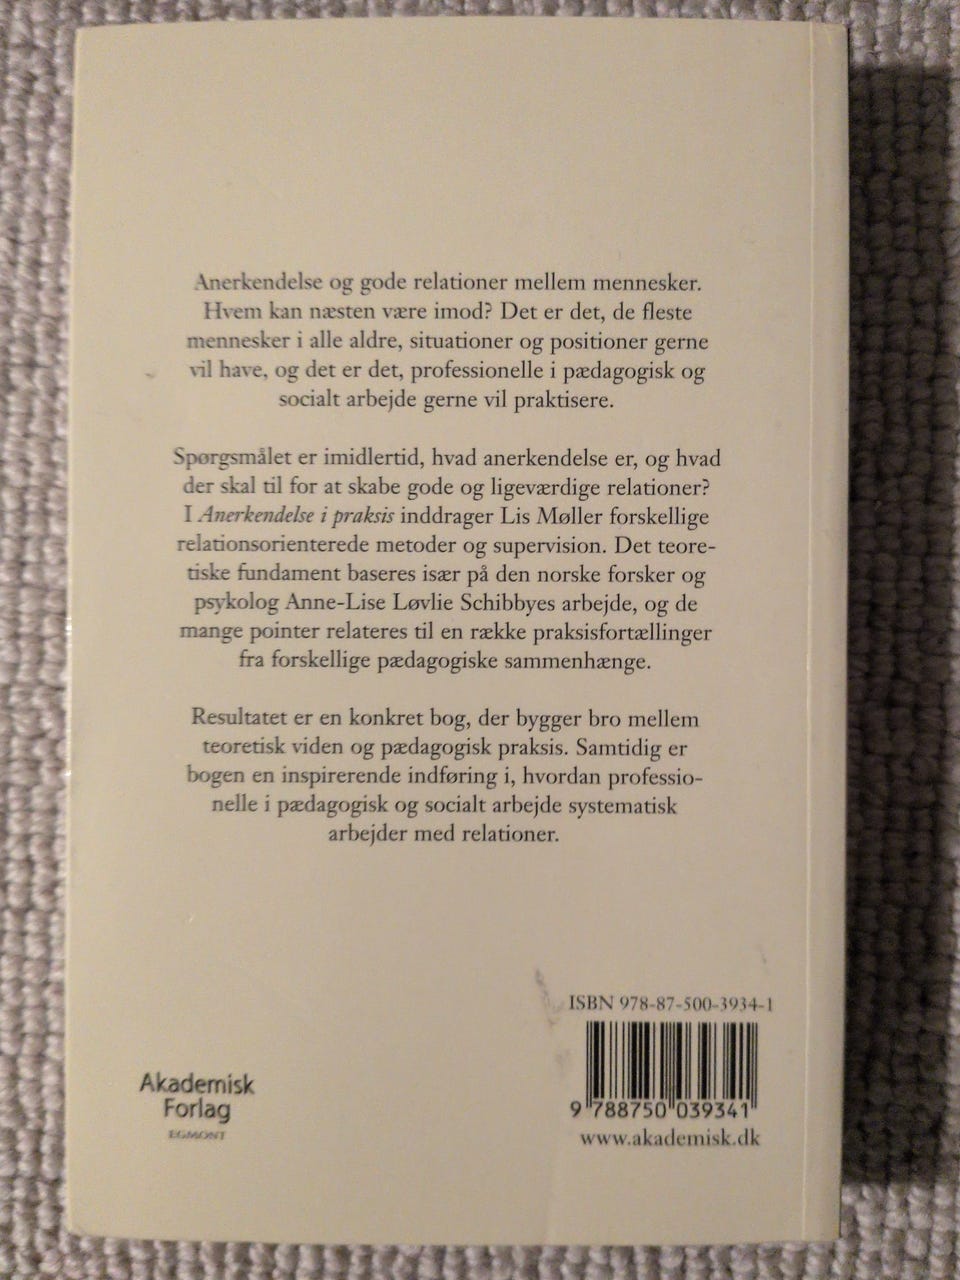 Anerkendelse og gode relationer mellem mennesker.
Hvem kan næsten være imod? Det er det, de fleste
mennesker i alle aldre, situationer og positioner gerne
vil have, og det er det, professionelle i pædagogisk og
socialt arbejde gerne vil praktisere.
Spørgsmålet er imidlertid, hvad anerkendelse er, og hvad
der skal til for at skabe gode og ligeværdige relationer?
I Anerkendelse i praksis inddrager Lis Møller forskellige
relationsorienterede metoder og supervision. Det teore-
tiske fundament baseres især på den norske forsker og
psykolog Anne-Lise Løvlie Schibbyes arbejde, og de
mange pointer relateres til en række praksisfortællinger
fra forskellige pædagogiske sammenhænge.
Resultatet er en konkret bog, der bygger bro mellem
teoretisk viden og pædagogisk praksis. Samtidig er
bogen en inspirerende indføring i, hvordan professio-
nelle i pædagogisk og socialt arbejde systematisk
arbejder med relationer.
ISBN 978-87-500-3934-1
9 788750 039341
www.akademisk.dk
Akademisk
Forlag
EGMONT